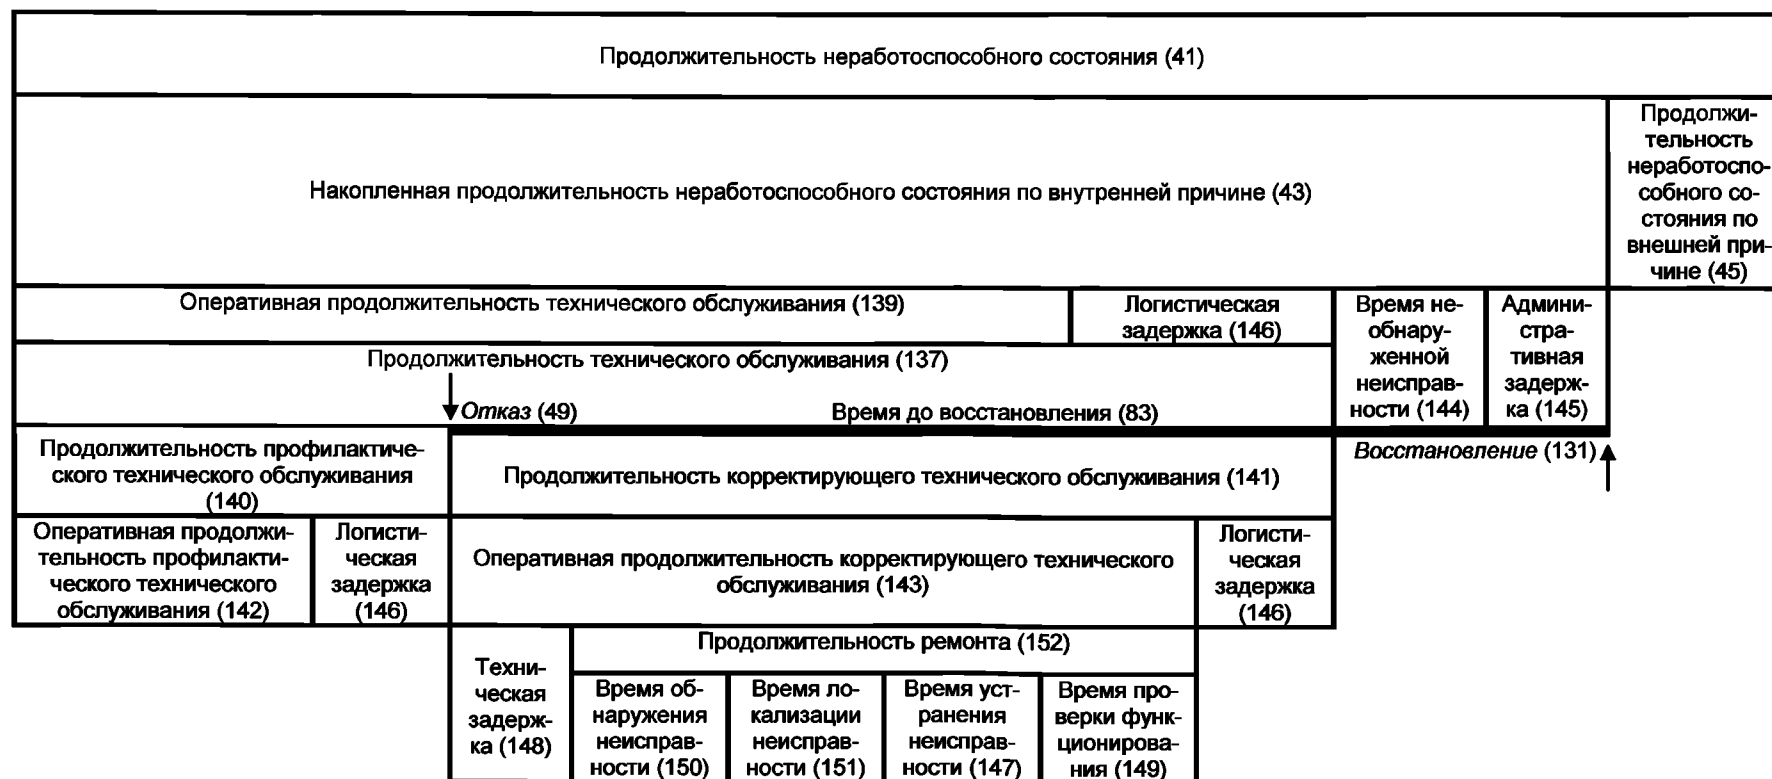 Продолжительность неработоспособного состояния (41)
Накопленная продолжительность неработоспособного состояния по внутренней причине (43)
Продолжи-
тельность
неработоспо-
собного со-
стояния по
внешней при-
чине (45)
Оперативная продолжительность технического обслуживания (139)
Логистическая
задержка (146)
Время не-
обнару-
женной
неисправ-
ности (144)
Админи-
стра-
тивная
задерж-
ка (145)
Продолжительность технического обслуживания (137)
Отказ (49)
Время до восстановления (83)
Продолжительность профилактиче-
ского технического обслуживания
(140)
Продолжительность корректирующего технического обслуживания (141)
Восстановление (131)
Оперативная продолжи-
тельность профилакти-
ческого технического
обслуживания (142)
Логисти-
ческая
задержка
(146)
Оперативная продолжительность корректирующего технического
обслуживания (143)
Логисти-
ческая
задержка
(146)
Техни-
ческая
задерж-
ка (148)
Продолжительность ремонта (152)
Время об-
наружения
неисправ-
ности (150)
Время ло-
кализации
неисправ-
ности (151)
Время уст-
ранения
неисправ-
ности (147)
Время про-
верки функ-
ционирова-
ния (149)